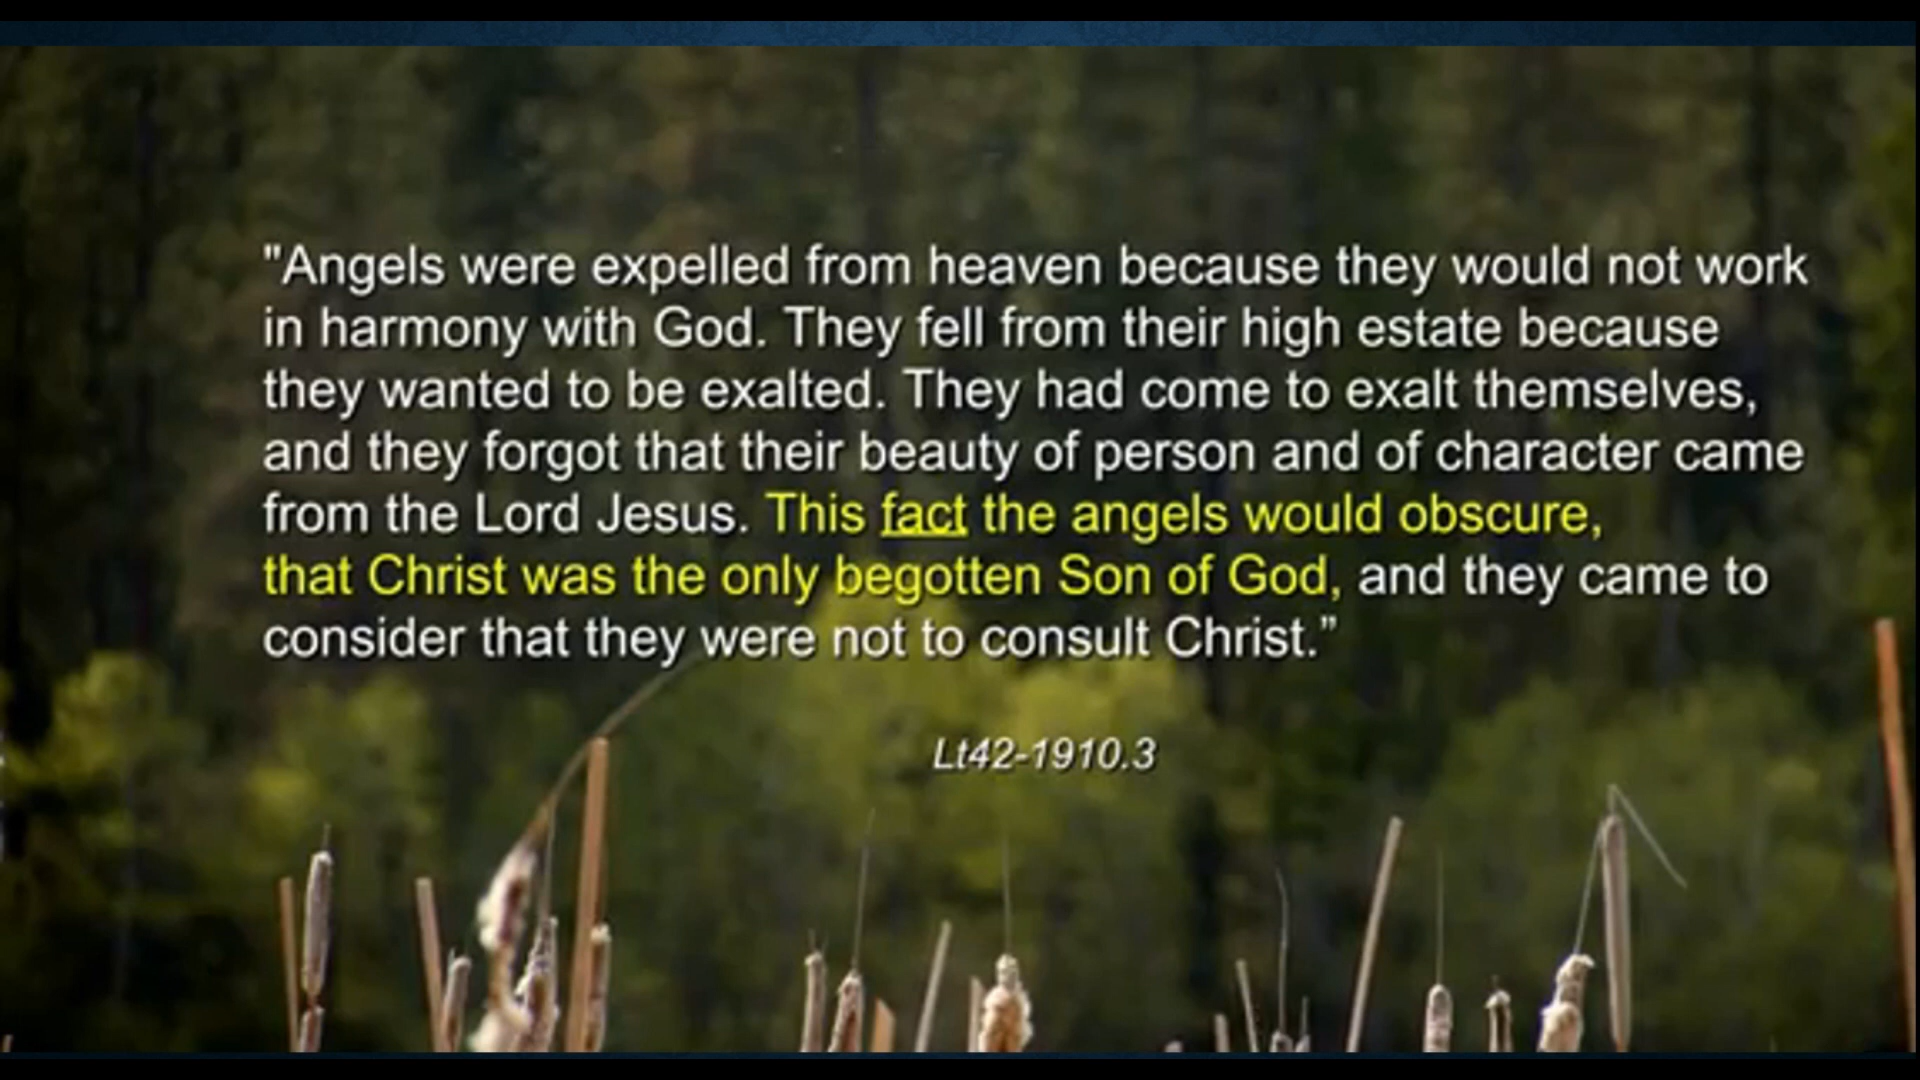 "Angels were expelled from heaven because they would not work
in harmony with God. They fell from their high estate because
they wanted to be exalted. They had come to exalt themselves,
and they forgot that their beauty of person and of character came
from the Lord Jesus. This fact the angels would obscure,
that Christ was the only begotten Son of God, and they came to
consider that they were not to consult Christ.”
Lt42-1910.3